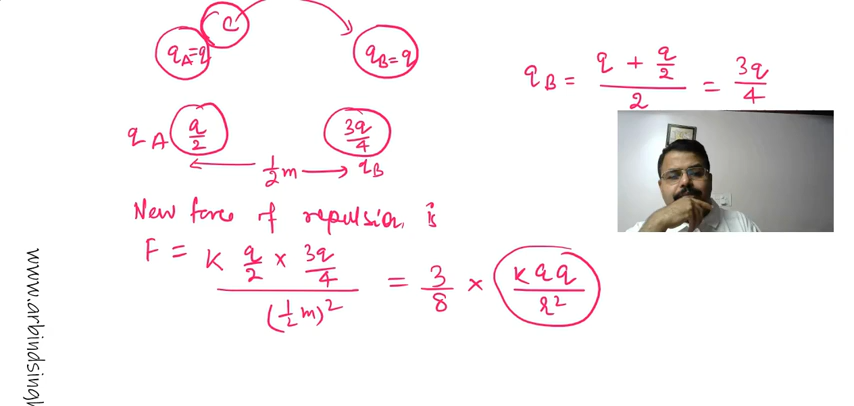 C
qA=q qB=q
qB = (q + q/2)/2 = 3q/4
qA q/2 3q/4
1/2 m qB
New force of repulsion is
F = K q/2 × 3q/4 / (1/2 m)² = 3/8 × Kqq/r²
www.arbindsingh